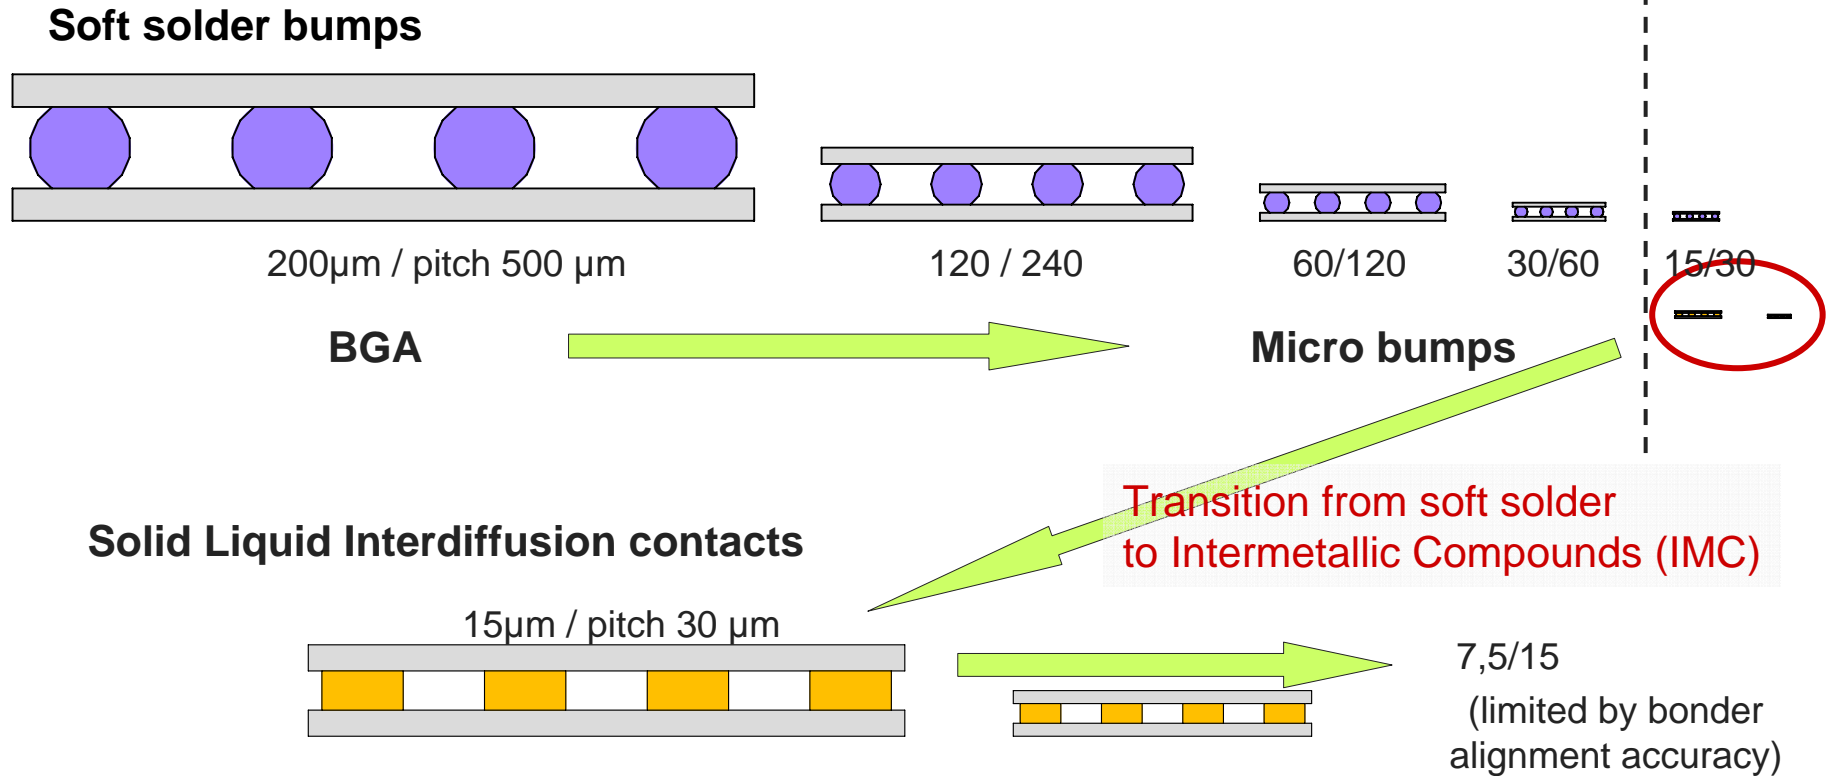 Soft solder bumps
200µm / pitch 500 µm
120 / 240
60/120
30/60
15/30
BGA
Micro bumps
Transition from soft solder
to Intermetallic Compounds (IMC)
Solid Liquid Interdiffusion contacts
15µm / pitch 30 µm
7,5/15
(limited by bonder
alignment accuracy)